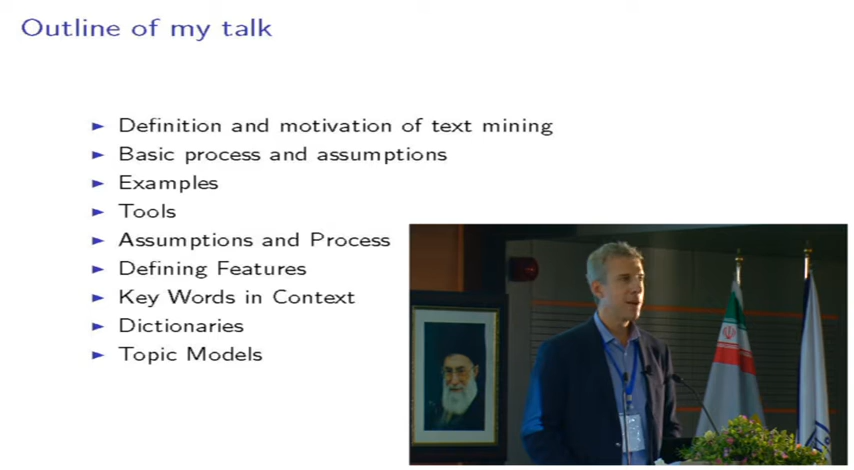 Outline of my talk
► Definition and motivation of text mining
► Basic process and assumptions
► Examples
► Tools
► Assumptions and Process
► Defining Features
► Key Words in Context
► Dictionaries
► Topic Models